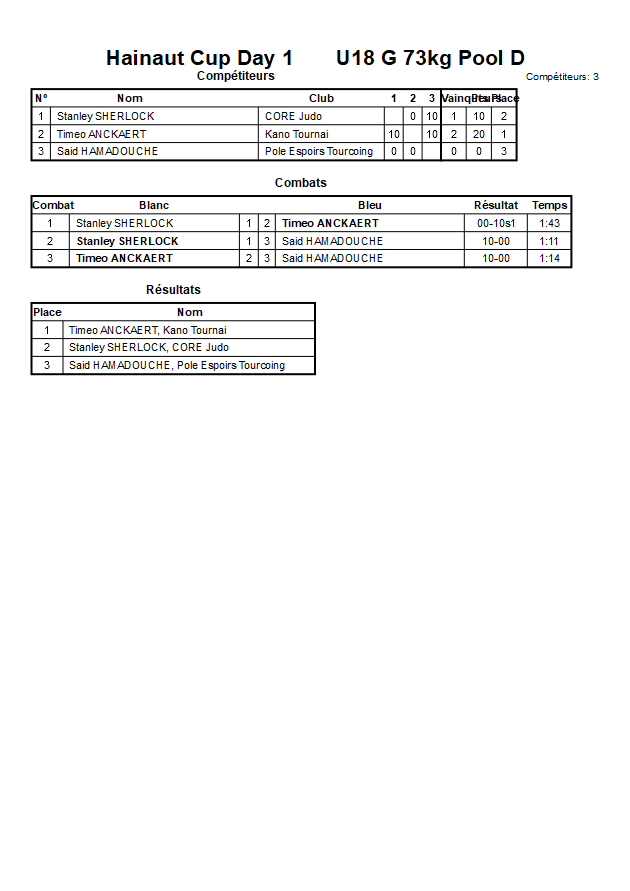 Hainaut Cup Day 1 U18 G 73kg Pool D
Compétiteurs Compétiteurs: 3
Nº Nom Club 1 2 3 Vainqueurs Pts Place
1 Stanley SHERLOCK CORE Judo 0 10 1 10 2
2 Timeo ANCKAERT Kano Tournai 10 10 2 20 1
3 Said HAMADOUCHE Pole Espoirs Tourcoing 0 0 0 0 3
Combats
Combat Blanc Bleu Résultat Temps
1 Stanley SHERLOCK 1 2 Timeo ANCKAERT 00-10s1 1:43
2 Stanley SHERLOCK 1 3 Said HAMADOUCHE 10-00 1:11
3 Timeo ANCKAERT 2 3 Said HAMADOUCHE 10-00 1:14
Résultats
Place Nom
1 Timeo ANCKAERT, Kano Tournai
2 Stanley SHERLOCK, CORE Judo
3 Said HAMADOUCHE, Pole Espoirs Tourcoing